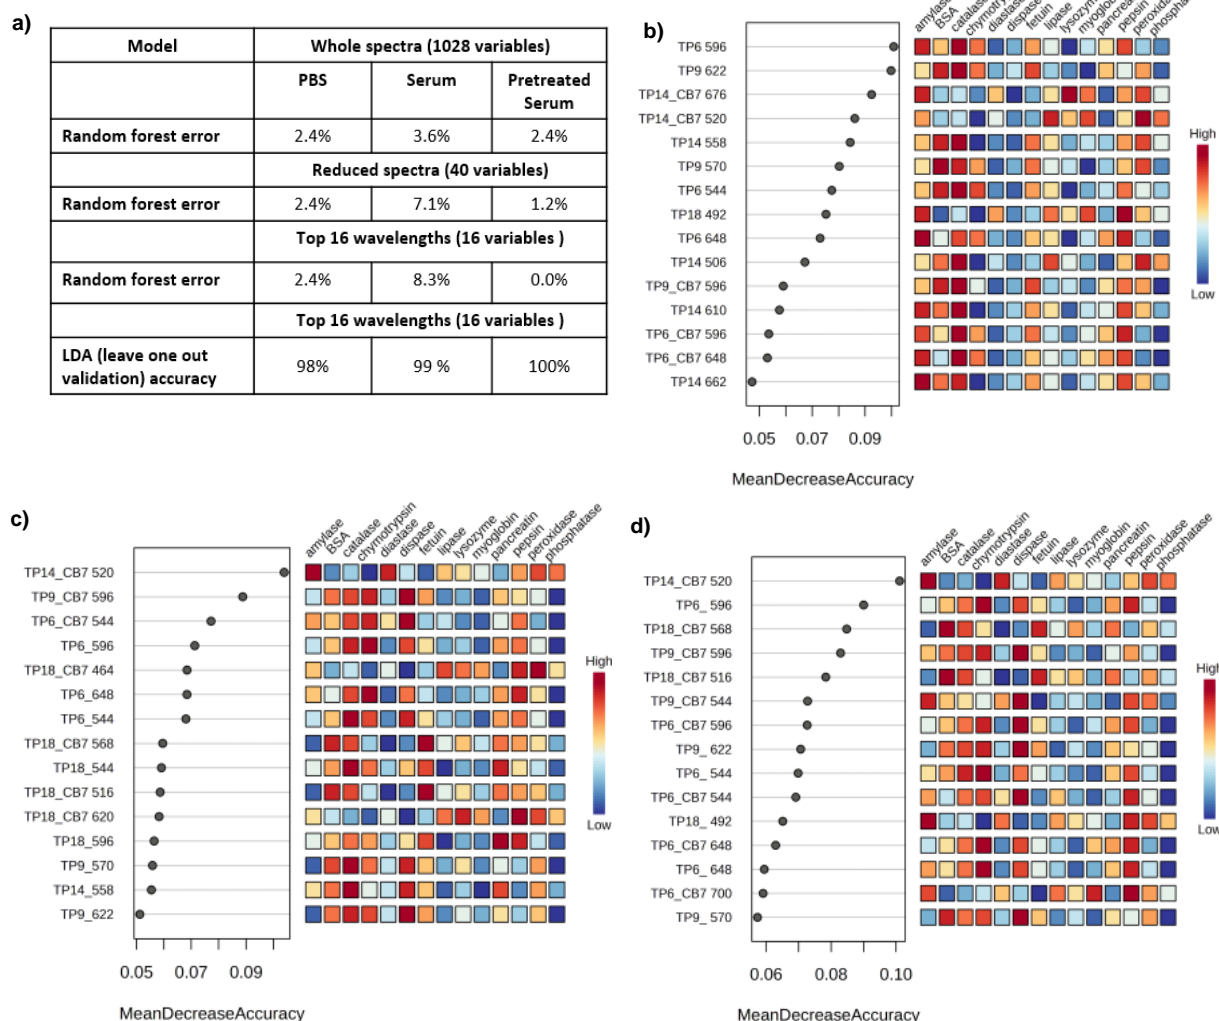 a)
Model
Whole spectra (1028 variables)
PBS
Serum
Pretreated
Serum
Random forest error
2.4%
3.6%
2.4%
Reduced spectra (40 variables)
Random forest error
2.4%
7.1%
1.2%
Top 16 wavelengths (16 variables )
Random forest error
2.4%
8.3%
0.0%
Top 16 wavelengths (16 variables )
LDA (leave one out
validation) accuracy
98%
99 %
100%
b)
amylase
BSA
catalase
diastase
dispase
fetuin
lipase
lysozyme
pepsin
TP6 596
TP9 622
TP14_CB7 676
TP14_CB7 520
TP14 558
TP9 570
TP6 544
TP18 492
TP6 648
TP14 506
TP9_CB7 596
TP14 610
TP6_CB7 596
TP6_CB7 648
TP14 662
0.05
0.07
0.09
MeanDecreaseAccuracy
High
Low
c)
amylase
BSA
catalase
chymotrypsin
diastase
dispase
fetuin
lipase
lysozyme
myoglobin
pancreatin
pepsin
peroxidase
phosphatase
TP14_CB7 520
TP9_CB7 596
TP6_CB7 544
TP6_596
TP18_CB7 464
TP6_648
TP6_544
TP18_CB7 568
TP18_544
TP18_CB7 516
TP18_CB7 620
TP18_596
TP9_570
TP14_558
TP9_622
0.05
0.07
0.09
MeanDecreaseAccuracy
High
Low
d)
amylase
BSA
catalase
chymotrypsin
diastase
dispase
fetuin
lipase
lysozyme
myoglobin
pancreatin
pepsin
peroxidase
phosphatase
TP14_CB7 520
TP6_ 596
TP18_CB7 568
TP9_CB7 596
TP18_CB7 516
TP9_CB7 544
TP6_CB7 596
TP9_ 622
TP6_ 544
TP6_CB7 544
TP18_ 492
TP6_CB7 648
TP6_ 648
TP6_CB7 700
TP9_ 570
0.06
0.08
0.10
MeanDecreaseAccuracy
High
Low